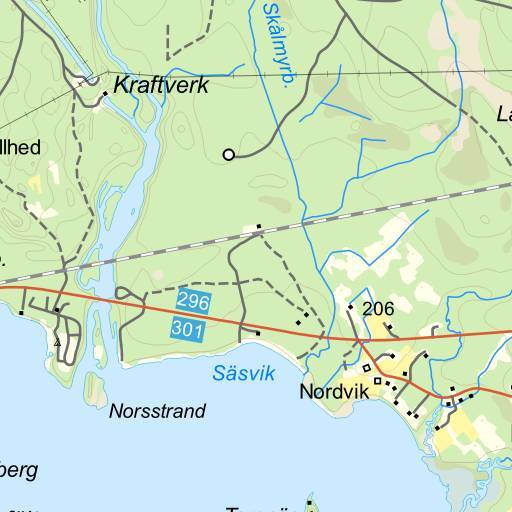 Skålmyrb.
Kraftverk
La
llhed
296
301
206
Säsvik
Nordvik
Norsstrand
berg